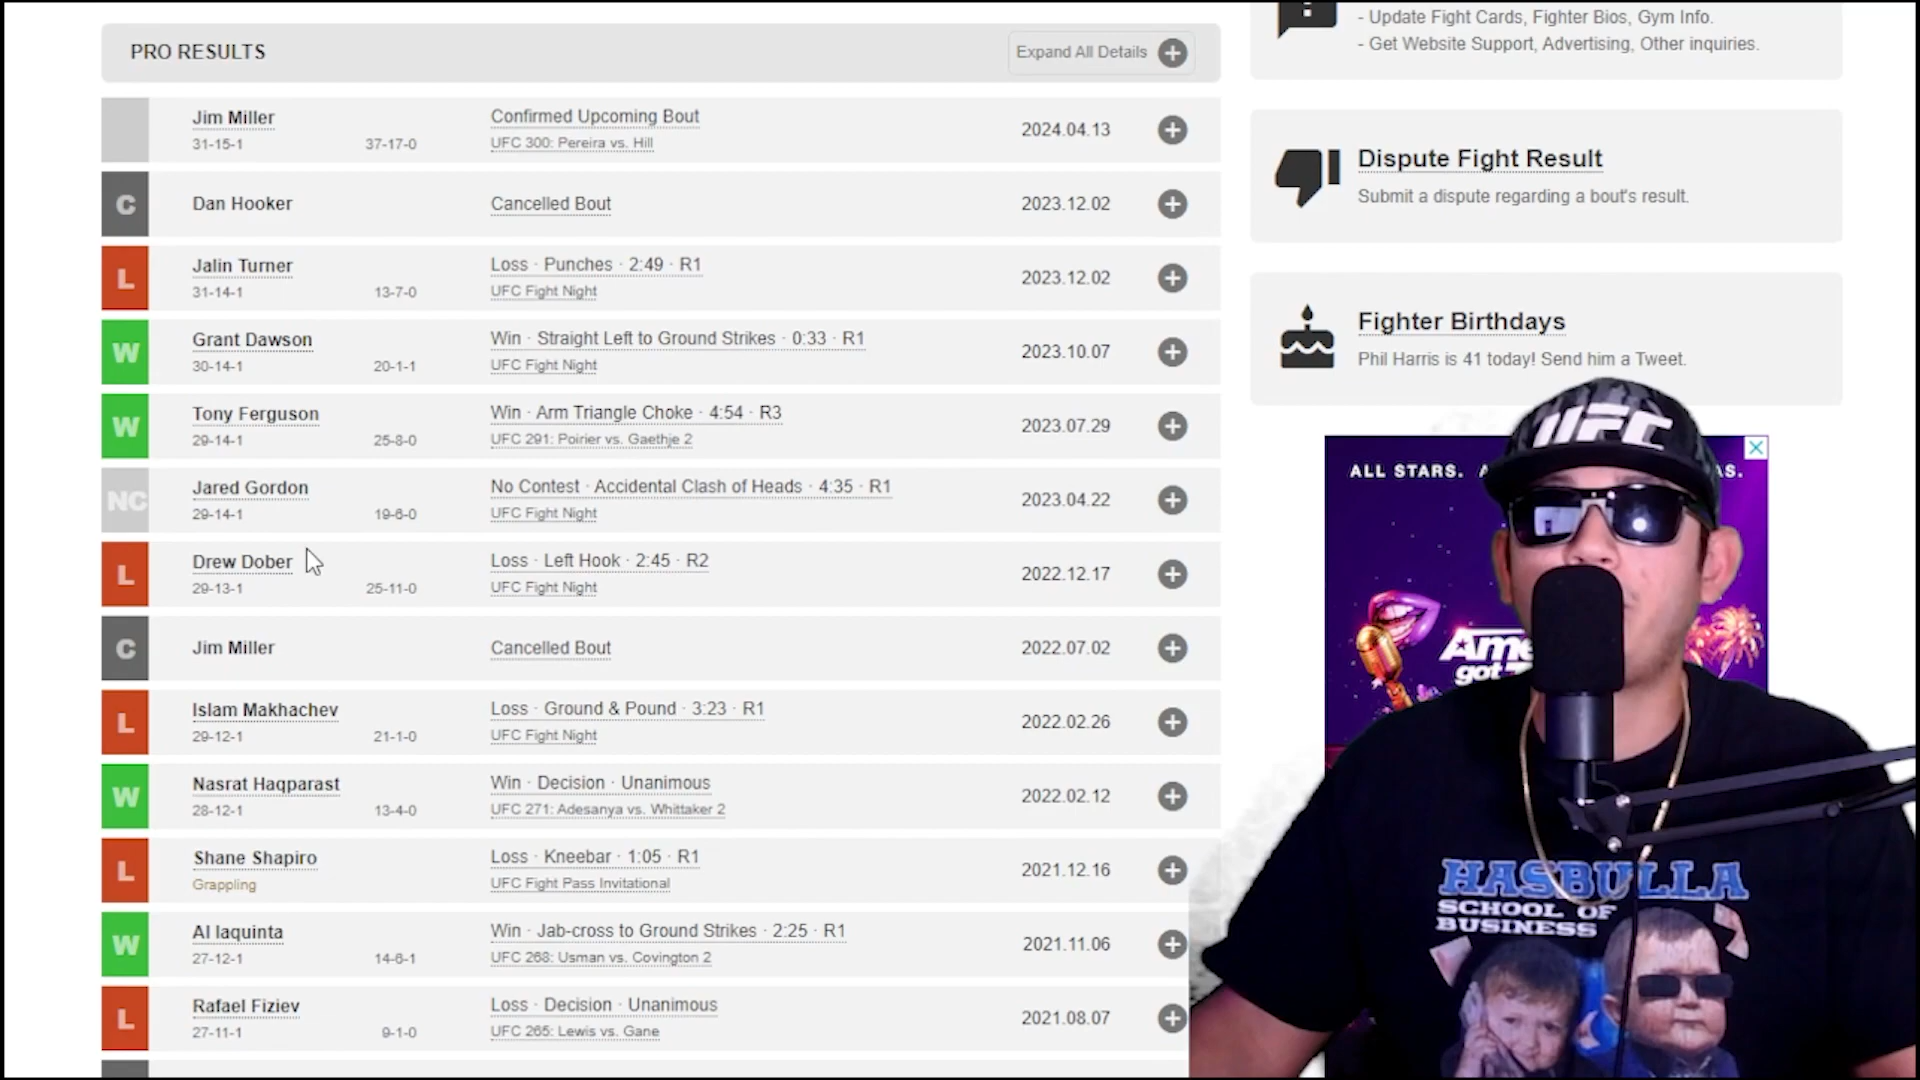 PRO RESULTS
Expand All Details
Jim Miller
Confirmed Upcoming Bout
31-15-1
37-17-0
UFC 300: Pereira vs. Hill
2024.04.13
C
Dan Hooker
Cancelled Bout
2023.12.02
L
Jalin Turner
Loss · Punches · 2:49 · R1
31-14-1
13-7-0
UFC Fight Night
2023.12.02
W
Grant Dawson
Win · Straight Left to Ground Strikes · 0:33 · R1
30-14-1
20-1-1
UFC Fight Night
2023.10.07
W
Tony Ferguson
Win · Arm Triangle Choke · 4:54 · R3
29-14-1
25-8-0
UFC 291: Poirier vs. Gaethje 2
2023.07.29
NC
Jared Gordon
No Contest · Accidental Clash of Heads · 4:35 · R1
29-14-1
19-6-0
UFC Fight Night
2023.04.22
L
Drew Dober
Loss · Left Hook · 2:45 · R2
29-13-1
25-11-0
UFC Fight Night
2022.12.17
C
Jim Miller
Cancelled Bout
2022.07.02
L
Islam Makhachev
Loss · Ground & Pound · 3:23 · R1
29-12-1
21-1-0
UFC Fight Night
2022.02.26
W
Nasrat Haqparast
Win · Decision · Unanimous
28-12-1
13-4-0
UFC 271: Adesanya vs. Whittaker 2
2022.02.12
L
Shane Shapiro
Loss · Kneebar · 1:05 · R1
Grappling
UFC Fight Pass Invitational
2021.12.16
W
Al Iaquinta
Win · Jab-cross to Ground Strikes · 2:25 · R1
27-12-1
14-6-1
UFC 268: Usman vs. Covington 2
2021.11.06
L
Rafael Fiziev
Loss · Decision · Unanimous
27-11-1
9-1-0
UFC 265: Lewis vs. Gane
2021.08.07
- Update Fight Cards, Fighter Bios, Gym Info.
- Get Website Support, Advertising, Other inquiries.
Dispute Fight Result
Submit a dispute regarding a bout's result.
Fighter Birthdays
Phil Harris is 41 today! Send him a Tweet.
ALL STARS.
UFC
Ame
got
HASBULLA
SCHOOL OF
BUSINESS